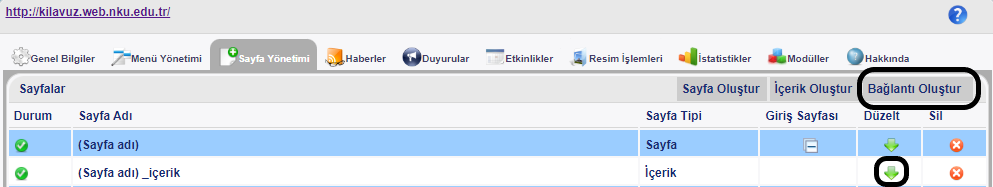 http://kilavuz.web.nku.edu.tr/
Genel Bilgiler Menü Yönetimi Sayfa Yönetimi Haberler Duyurular Etkinlikler Resim İşlemleri İstatistikler Modüller Hakkında
Sayfalar Sayfa Oluştur İçerik Oluştur Bağlantı Oluştur
Durum Sayfa Adı Sayfa Tipi Giriş Sayfası Düzelt Sil
(Sayfa adı) Sayfa
(Sayfa adı) _içerik İçerik